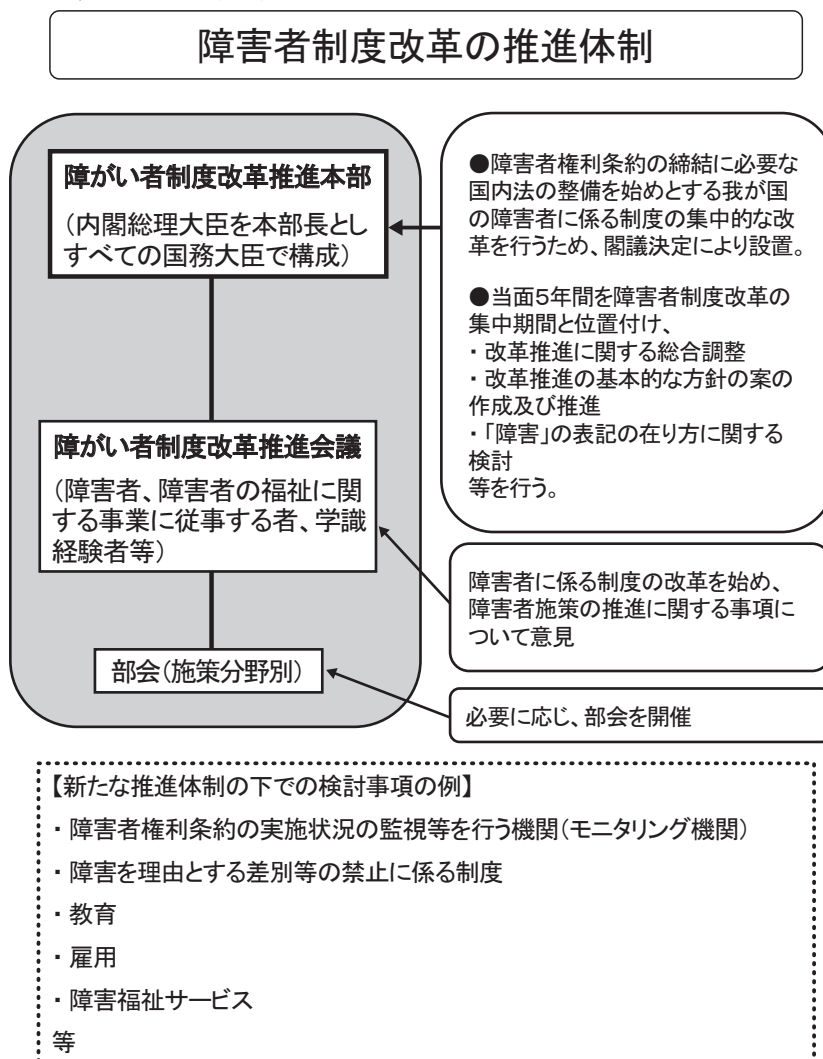 障害者制度改革の推進体制
障がい者制度改革推進本部
(内閣総理大臣を本部長とし
すべての国務大臣で構成)
●障害者権利条約の締結に必要な
国内法の整備を始めとする我が国
の障害者に係る制度の集中的な改
革を行うため、閣議決定により設置。
●当面5年間を障害者制度改革の
集中期間と位置付け、
・改革推進に関する総合調整
・改革推進の基本的な方針の案の
作成及び推進
・「障害」の表記の在り方に関する
検討
等を行う。
障がい者制度改革推進会議
(障害者、障害者の福祉に関
する事業に従事する者、学識
経験者等)
障害者に係る制度の改革を始め、
障害者施策の推進に関する事項に
ついて意見
部会(施策分野別)
必要に応じ、部会を開催
【新たな推進体制の下での検討事項の例】
・障害者権利条約の実施状況の監視等を行う機関(モニタリング機関)
・障害を理由とする差別等の禁止に係る制度
・教育
・雇用
・障害福祉サービス
等